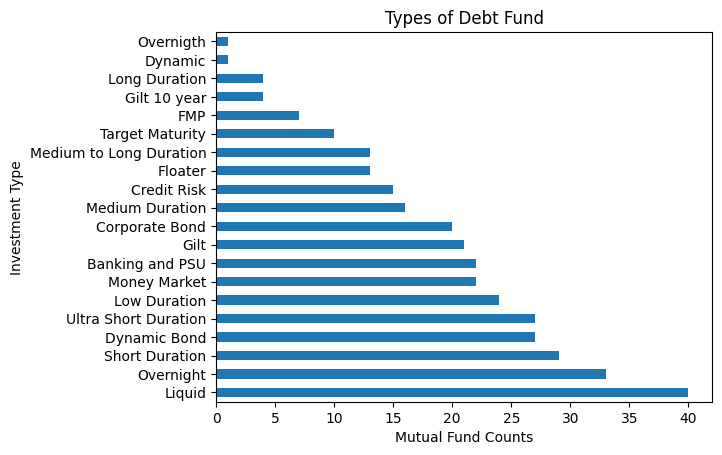 Types of Debt Fund
Overnigth
Dynamic
Long Duration
Gilt 10 year
FMP
Target Maturity
Medium to Long Duration
Floater
Credit Risk
Medium Duration
Corporate Bond
Gilt
Banking and PSU
Money Market
Low Duration
Ultra Short Duration
Dynamic Bond
Short Duration
Overnight
Liquid
Investment Type
0 5 10 15 20 25 30 35 40
Mutual Fund Counts